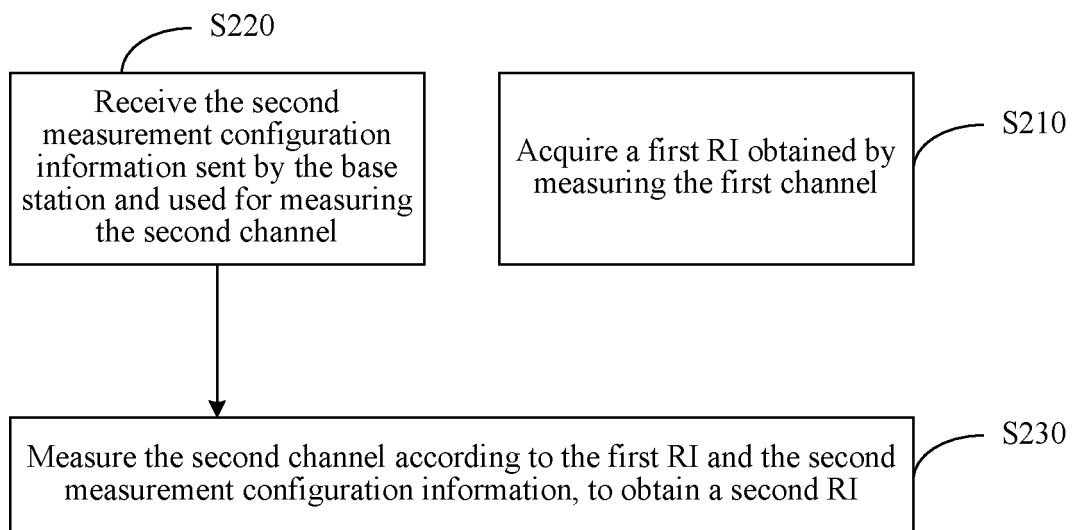 S220
Receive the second
measurement configuration
information sent by the base
station and used for measuring
the second channel
S210
Acquire a first RI obtained by
measuring the first channel
S230
Measure the second channel according to the first RI and the second
measurement configuration information, to obtain a second RI